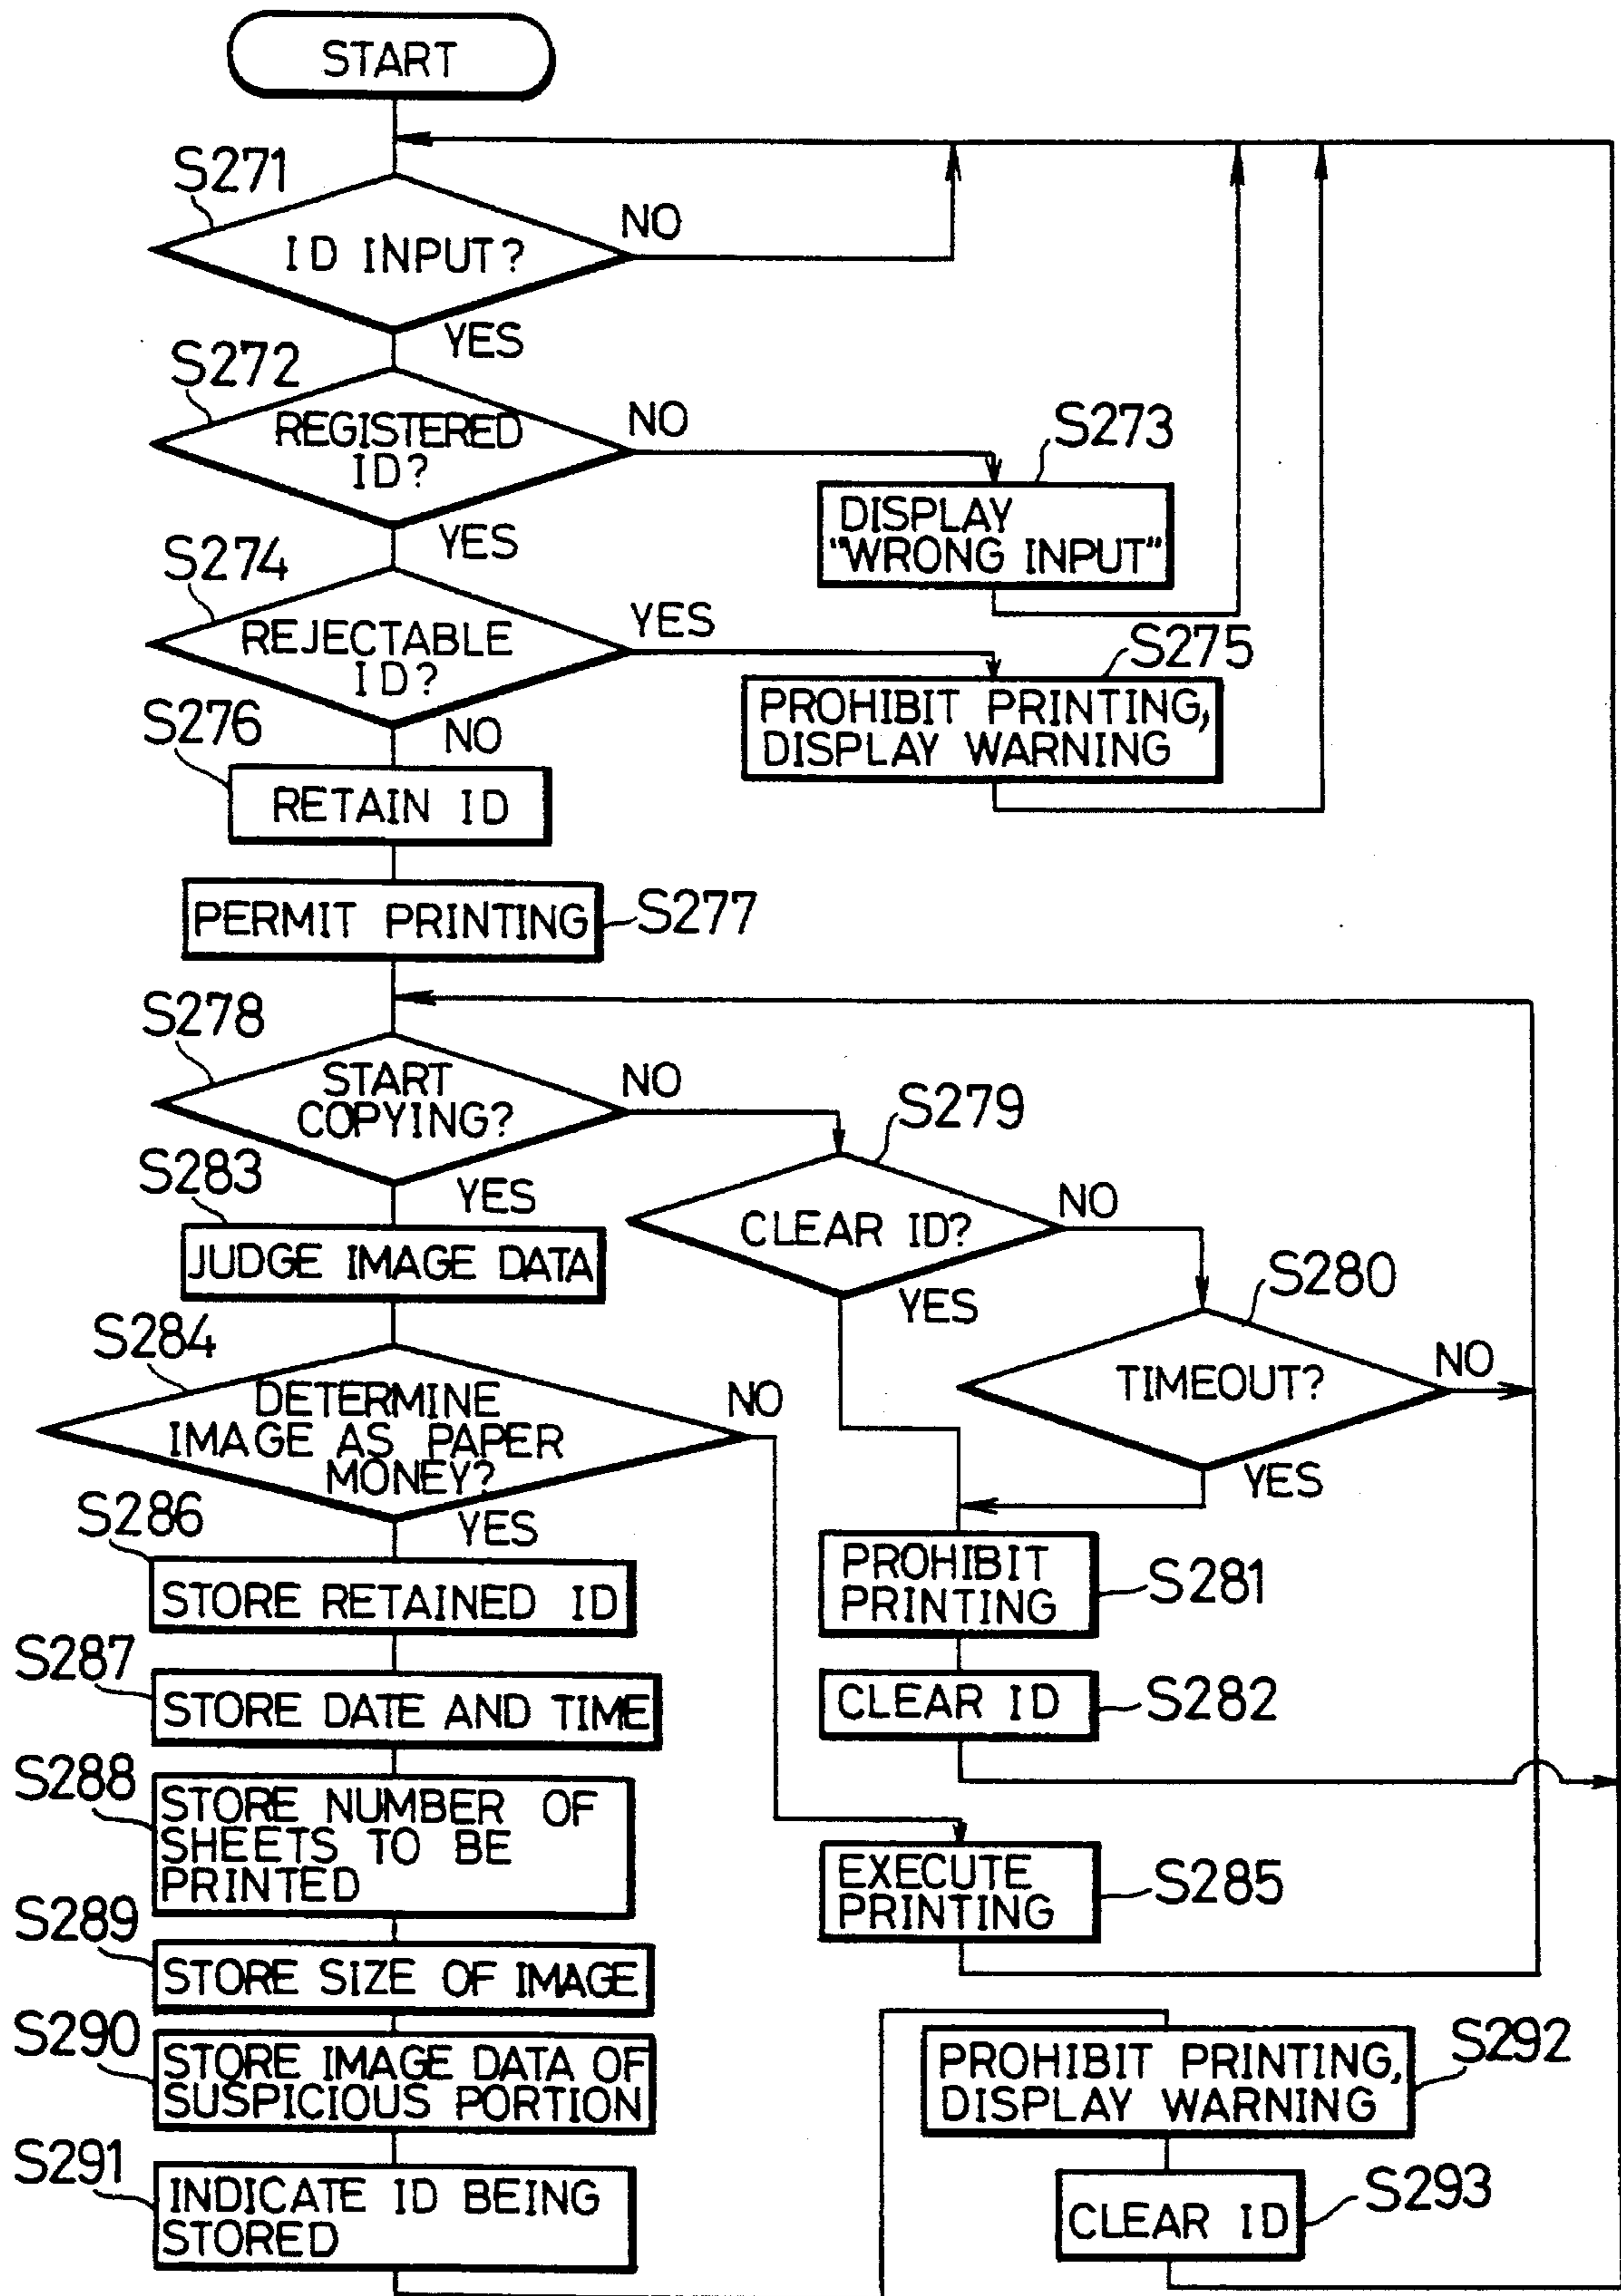 START
S271
ID INPUT?
NO
YES
S272
REGISTERED
ID?
NO
YES
S273
DISPLAY
"WRONG INPUT"
S274
REJECTABLE
ID?
YES
NO
S275
PROHIBIT PRINTING,
DISPLAY WARNING
S276
RETAIN ID
PERMIT PRINTING
S277
S278
START
COPYING?
NO
YES
S279
CLEAR ID?
NO
YES
S280
TIMEOUT?
NO
YES
S283
JUDGE IMAGE DATA
S284
DETERMINE
IMAGE AS PAPER
MONEY?
NO
YES
PROHIBIT
PRINTING
S281
CLEAR ID
S282
EXECUTE
PRINTING
S285
S286
STORE RETAINED ID
S287
STORE DATE AND TIME
S288
STORE NUMBER OF
SHEETS TO BE
PRINTED
S289
STORE SIZE OF IMAGE
S290
STORE IMAGE DATA OF
SUSPICIOUS PORTION
S291
INDICATE ID BEING
STORED
S292
PROHIBIT PRINTING,
DISPLAY WARNING
S293
CLEAR ID